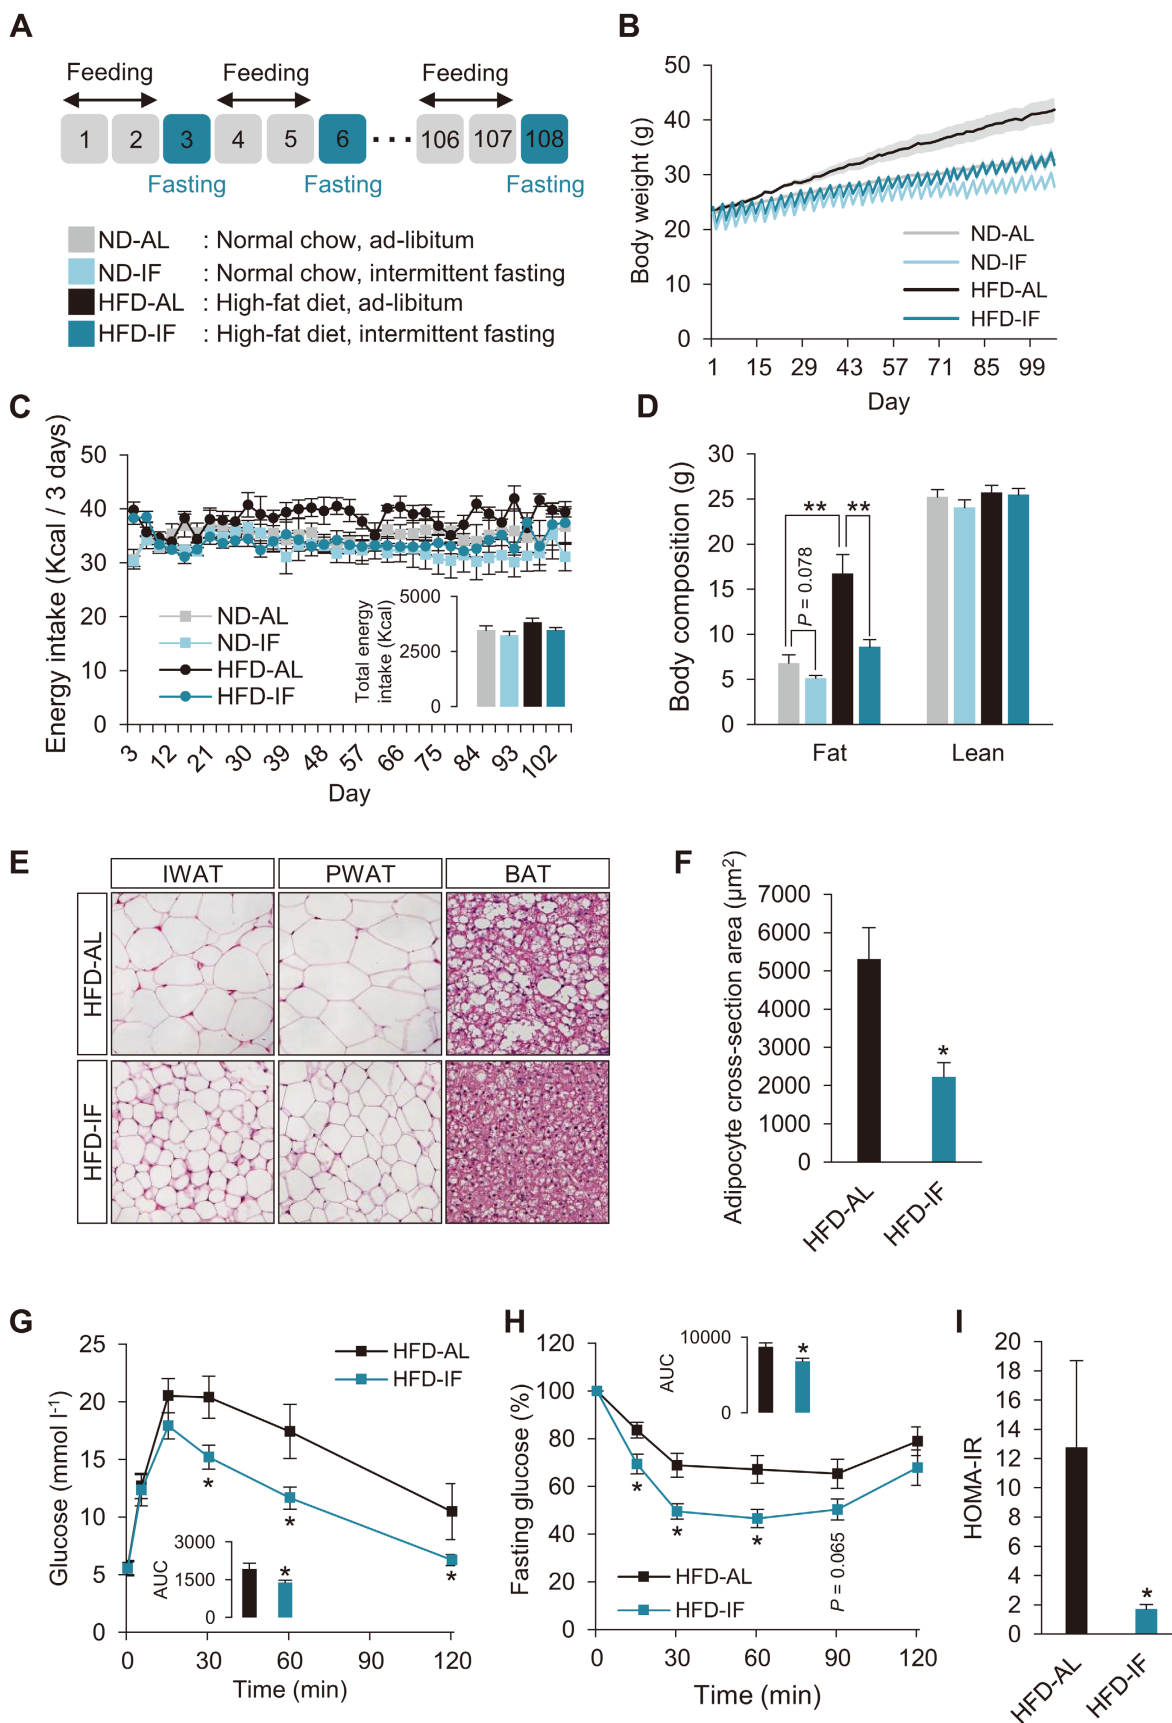 A
Feeding Feeding Feeding
1 2 3 4 5 6 ··· 106 107 108
Fasting Fasting Fasting
ND-AL : Normal chow, ad-libitum
ND-IF : Normal chow, intermittent fasting
HFD-AL : High-fat diet, ad-libitum
HFD-IF : High-fat diet, intermittent fasting
B
Body weight (g)
50
40
30
20
10
0
ND-AL
ND-IF
HFD-AL
HFD-IF
1 15 29 43 57 71 85 99
Day
C
Energy intake (Kcal / 3 days)
50
40
30
20
10
0
ND-AL
ND-IF
HFD-AL
HFD-IF
Total energy
intake (Kcal)
5000
2500
0
3 12 21 30 39 48 57 66 75 84 93 102
Day
D
Body composition (g)
30
25
20
15
10
5
0
** **
P = 0.078
Fat Lean
E
IWAT PWAT BAT
HFD-AL
HFD-IF
F
Adipocyte cross-section area (µm²)
7000
6000
5000
4000
3000
2000
1000
0
*
HFD-AL HFD-IF
G
Glucose (mmol l⁻¹)
25
20
15
10
5
0
HFD-AL
HFD-IF
*
*
*
AUC
3000
1500
0
*
0 30 60 120
Time (min)
H
Fasting glucose (%)
120
100
80
60
40
20
0
AUC
10000
0
*
*
*
*
P = 0.065
HFD-AL
HFD-IF
0 30 60 90 120
Time (min)
I
HOMA-IR
20
18
16
14
12
10
8
6
4
2
0
*
HFD-AL HFD-IF